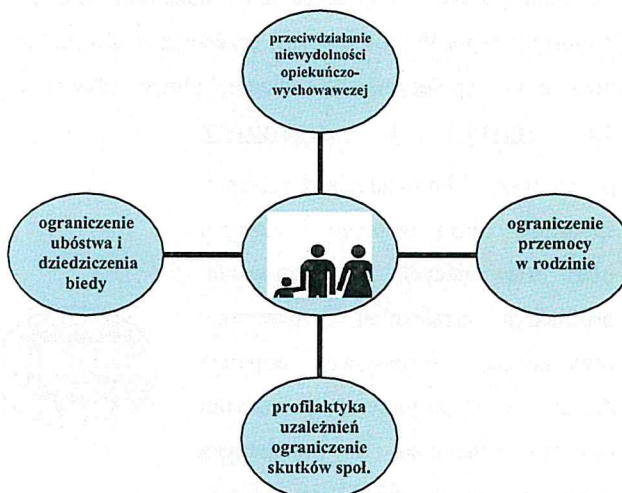 przeciwdziałanie
niewydolności
opiekuńczo-
wychowawczej
ograniczenie
ubóstwa i
dziedziczenia
biedy
ograniczenie
przemocy
w rodzinie
profilaktyka
uzależnień
ograniczenie
skutków społ.